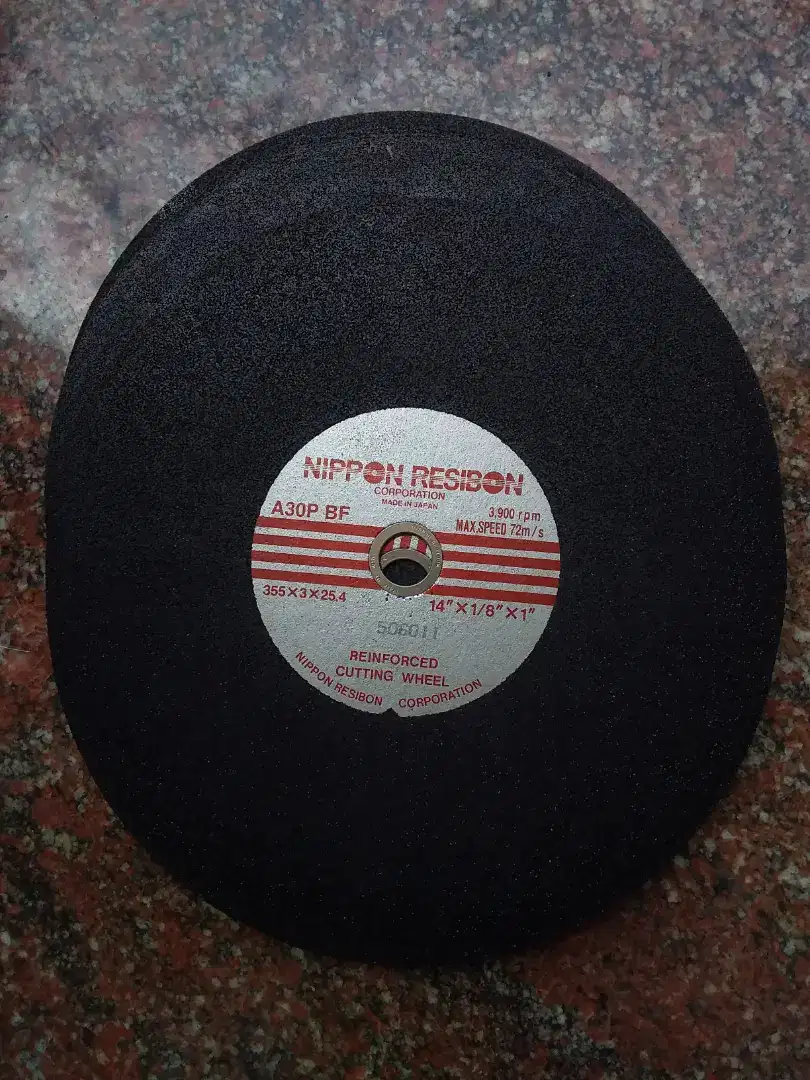 NIPPON RESIBON
CORPORATION
MADE IN JAPAN
A30P BF
3,900 rpm
MAX.SPEED 72m/s
355×3×25.4
14"×1/8"×1"
506011
REINFORCED
CUTTING WHEEL
NIPPON RESIBON CORPORATION